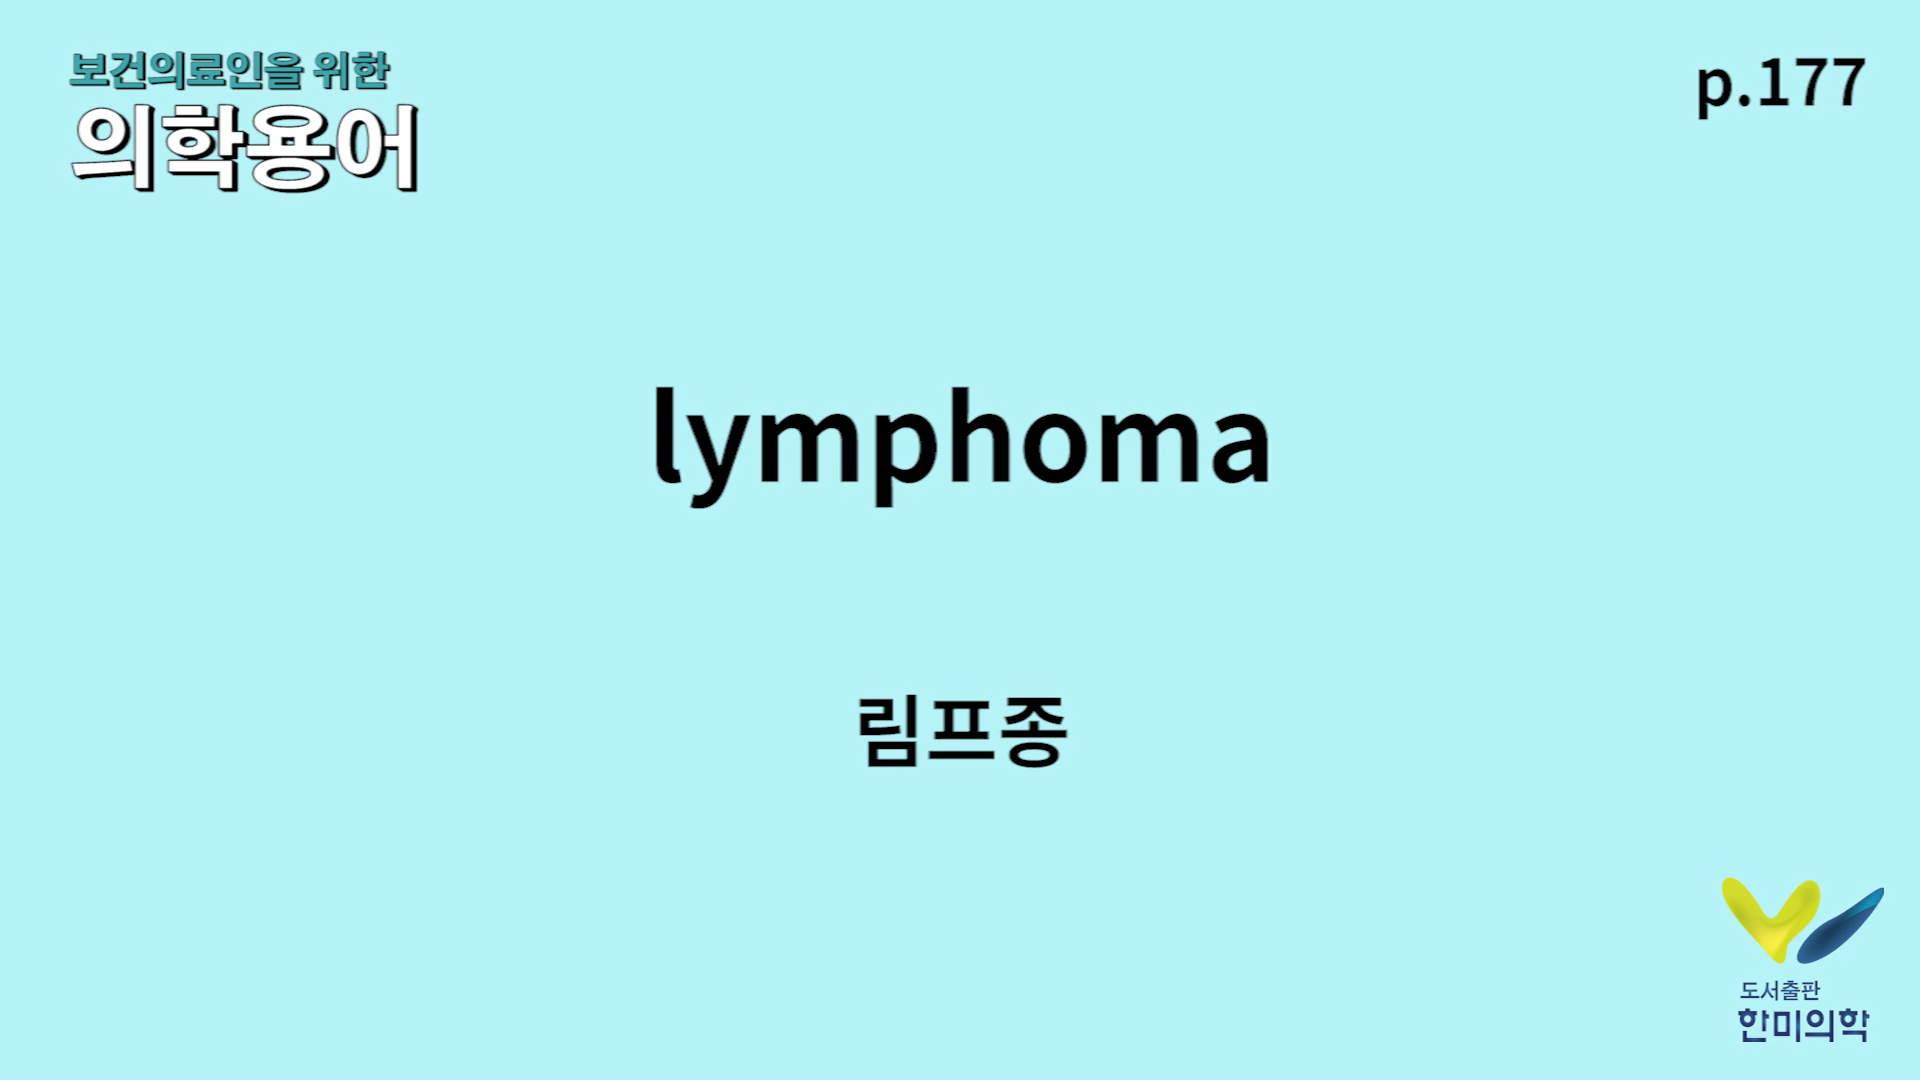 보건의료인을 위한
의학용어
p.177
lymphoma
림프종
도서출판
한미의학